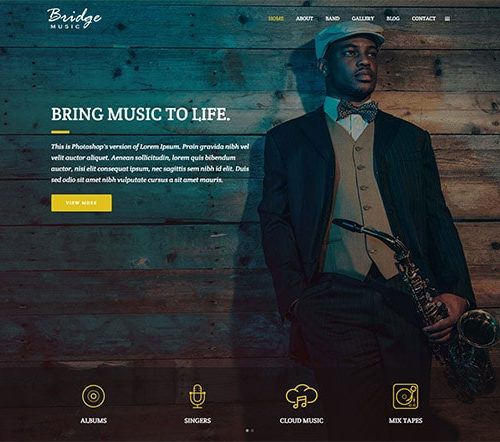 Bridge
MUSIC
HOME ABOUT BAND GALLERY BLOG CONTACT
BRING MUSIC TO LIFE.
This is Photoshop's version of Lorem Ipsum. Proin gravida nibh vel
velit auctor aliquet. Aenean sollicitudin, lorem quis bibendum
auctor, nisi elit consequat ipsum, nec sagittis sem nibh id elit. Duis
sed odio sit amet nibh vulputate cursus a sit amet mauris.
VIEW MORE
ALBUMS SINGERS CLOUD MUSIC MIX TAPES